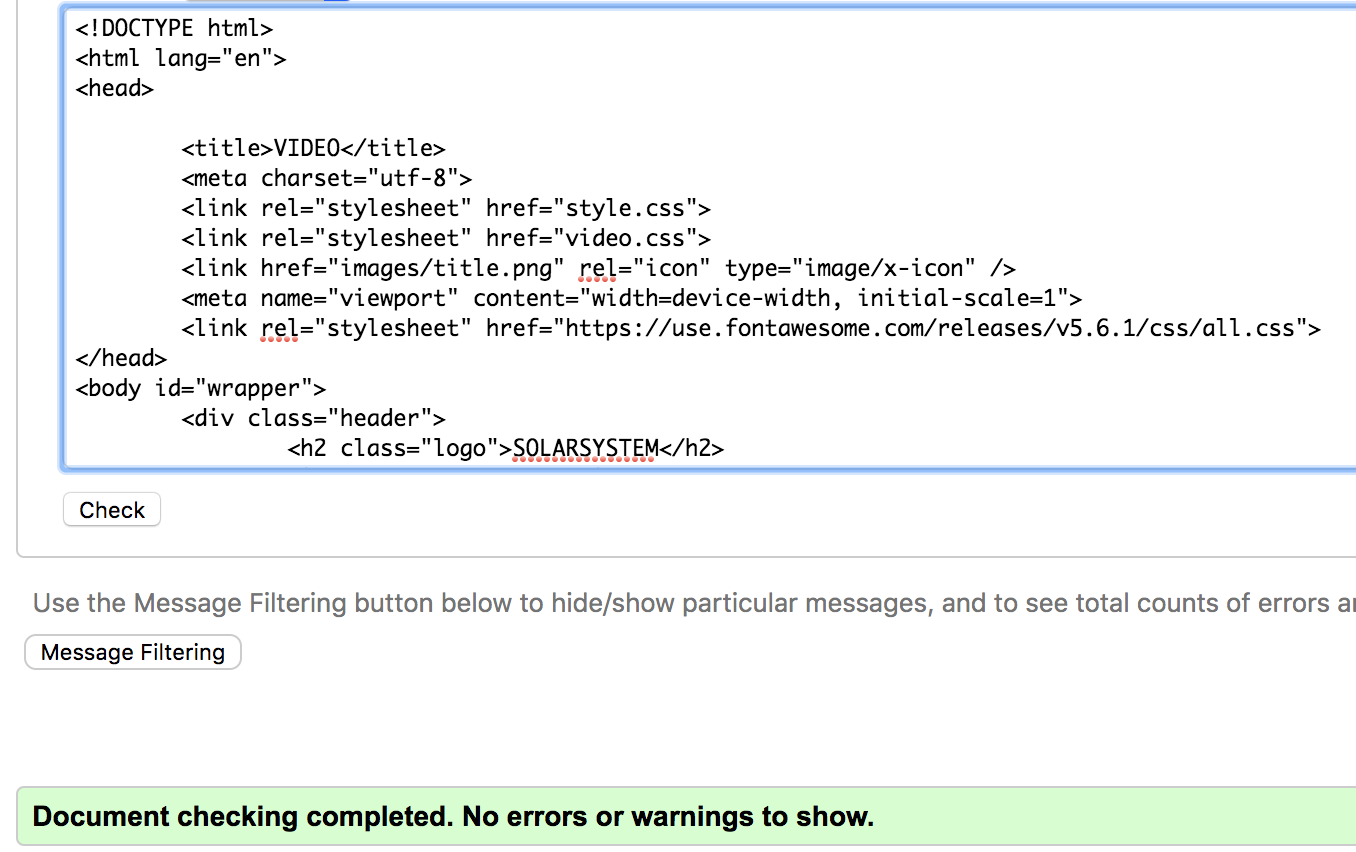 <!DOCTYPE html>
<html lang="en">
<head>
<title>VIDEO</title>
<meta charset="utf-8">
<link rel="stylesheet" href="style.css">
<link rel="stylesheet" href="video.css">
<link href="images/title.png" rel="icon" type="image/x-icon" />
<meta name="viewport" content="width=device-width, initial-scale=1">
<link rel="stylesheet" href="https://use.fontawesome.com/releases/v5.6.1/css/all.css">
</head>
<body id="wrapper">
<div class="header">
<h2 class="logo">SOLARSYSTEM</h2>
Check
Use the Message Filtering button below to hide/show particular messages, and to see total counts of errors
Message Filtering
Document checking completed. No errors or warnings to show.